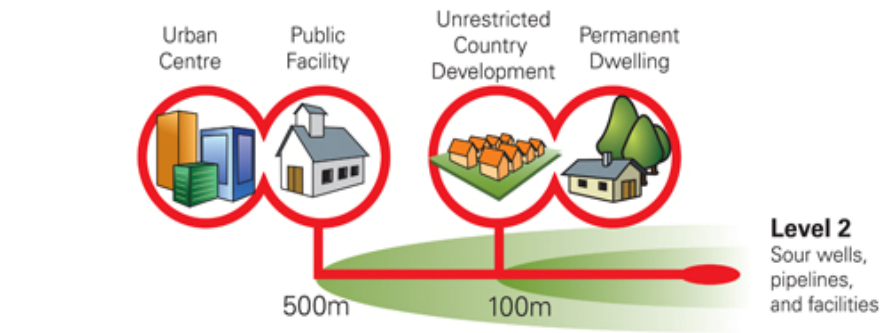 Urban
Centre
Public
Facility
Unrestricted
Country
Development
Permanent
Dwelling
500m
100m
Level 2
Sour wells,
pipelines,
and facilities